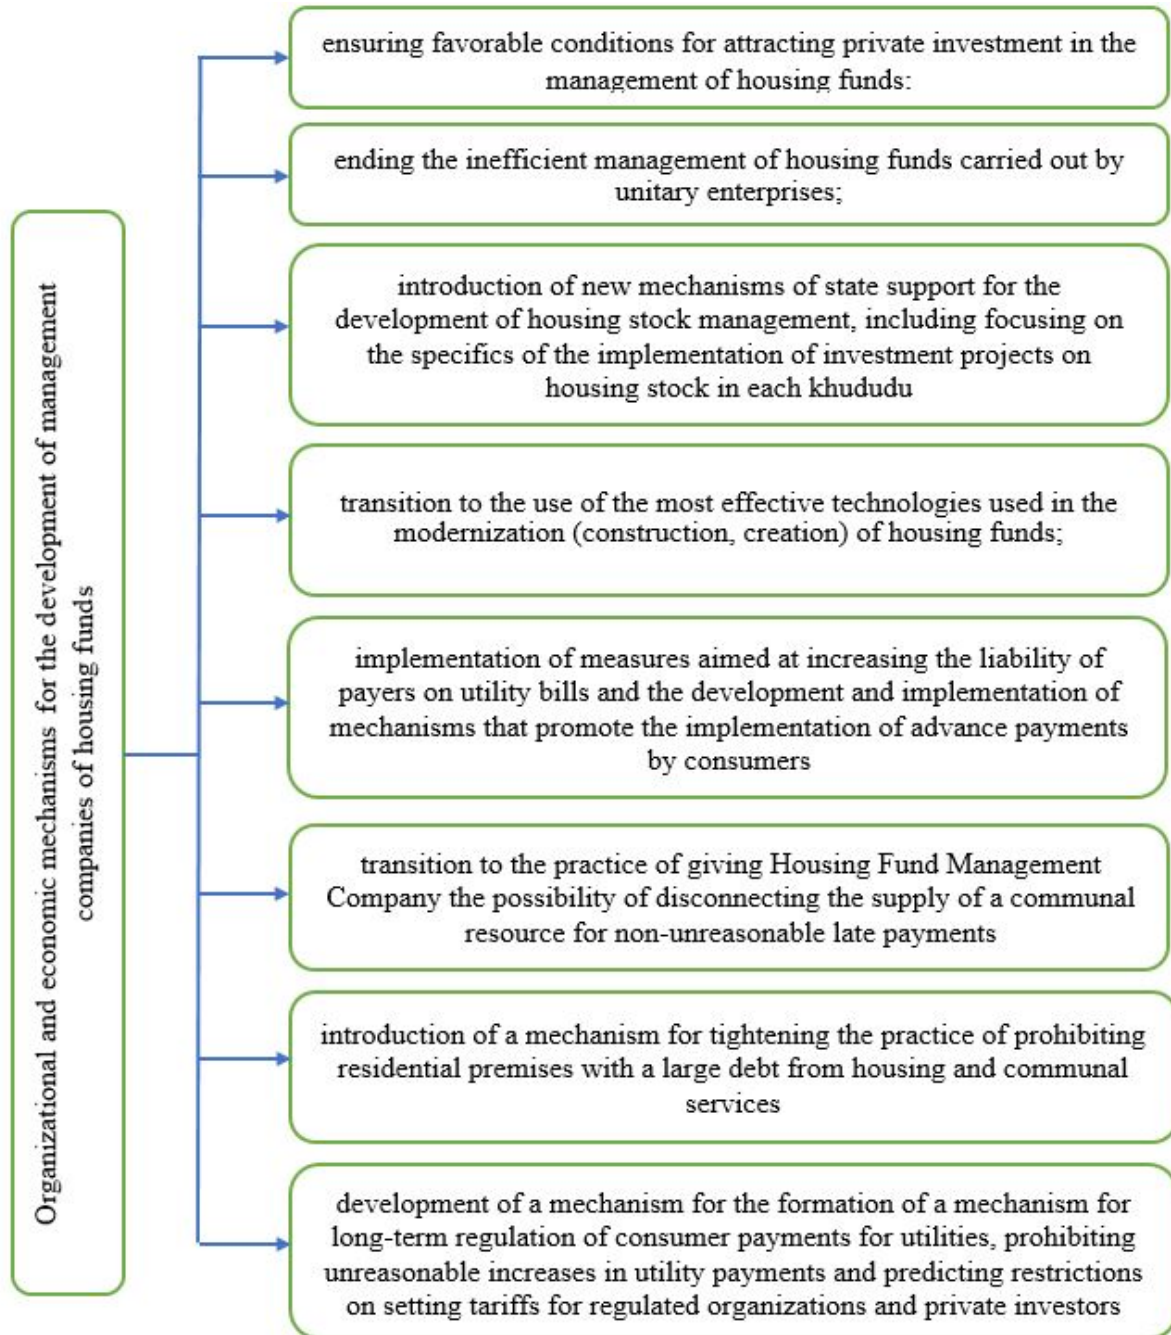 Organizational and economic mechanisms for the development of management
companies of housing funds
ensuring favorable conditions for attracting private investment in the
management of housing funds:
ending the inefficient management of housing funds carried out by
unitary enterprises;
introduction of new mechanisms of state support for the
development of housing stock management, including focusing on
the specifics of the implementation of investment projects on
housing stock in each khududu
transition to the use of the most effective technologies used in the
modernization (construction, creation) of housing funds;
implementation of measures aimed at increasing the liability of
payers on utility bills and the development and implementation of
mechanisms that promote the implementation of advance payments
by consumers
transition to the practice of giving Housing Fund Management
Company the possibility of disconnecting the supply of a communal
resource for non-unreasonable late payments
introduction of a mechanism for tightening the practice of prohibiting
residential premises with a large debt from housing and communal
services
development of a mechanism for the formation of a mechanism for
long-term regulation of consumer payments for utilities, prohibiting
unreasonable increases in utility payments and predicting restrictions
on setting tariffs for regulated organizations and private investors